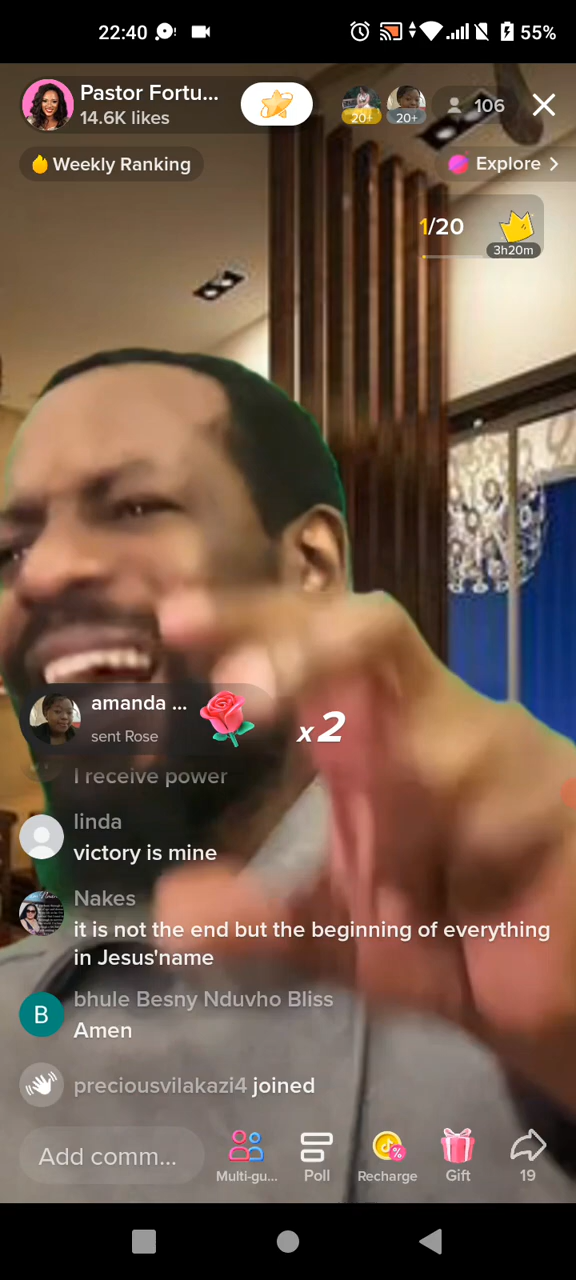 22:40
55%
Pastor Fortu...
14.6K likes
20+
20+
106
Weekly Ranking
Explore >
1/20
3h20m
amanda ...
sent Rose
x2
I receive power
linda
victory is mine
Nakes
it is not the end but the beginning of everything
in Jesus'name
B
bhule Besny Nduvho Bliss
Amen
preciousvilakazi4 joined
Add comm...
Multi-gu...
Poll
Recharge
Gift
19